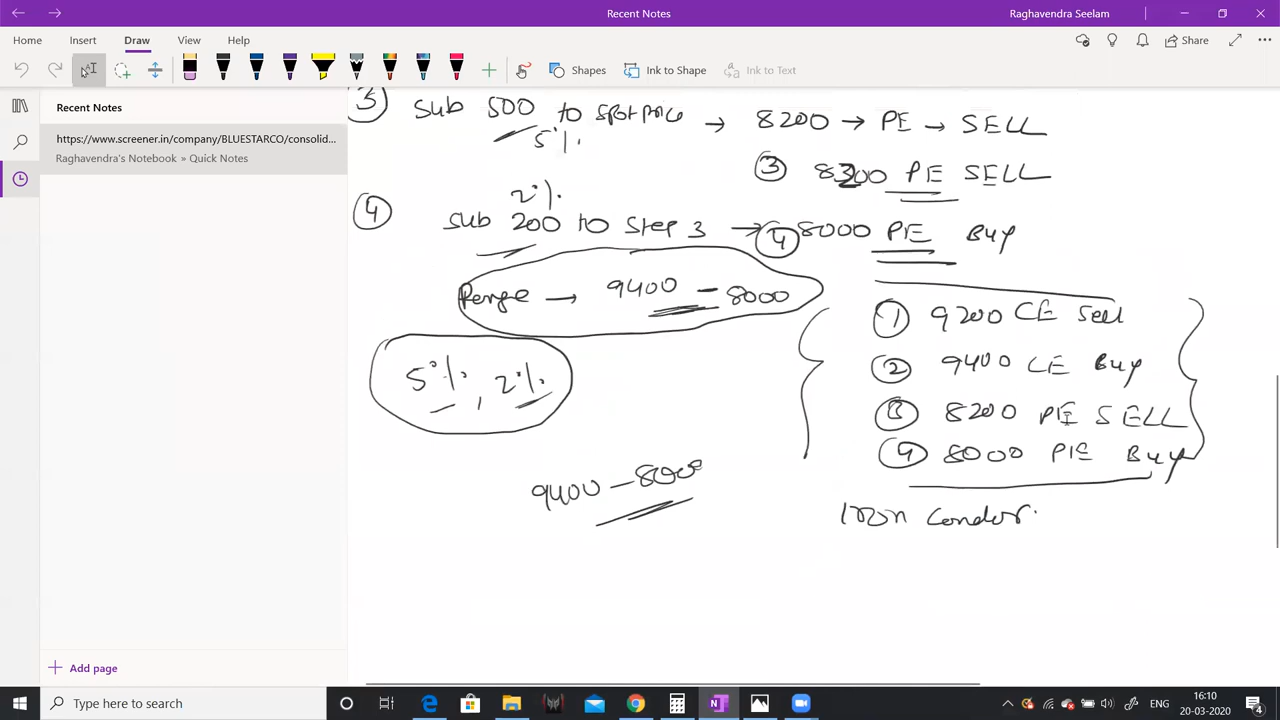 Recent Notes
Raghavendra Seelam
Home Insert Draw View Help
Share
Shapes
Ink to Shape
Ink to Text
Recent Notes
https://www.screener.in/company/BLUESTARCO/consolid...
Raghavendra's Notebook » Quick Notes
③ Sub 500 to spot price → 8200 → PE → SELL
5%
③ 8200 PE SELL
2%
④ Sub 200 to Step 3 → ④ 8000 PE Buy
Range → 9400 - 8000
① 9200 CE Sell
② 9400 CE Buy
5%, 2%
③ 8200 PE SELL
④ 8000 PE Buy
9400 - 8000
Iron Condor.
Add page
Type here to search
ENG
16:10
20-03-2020